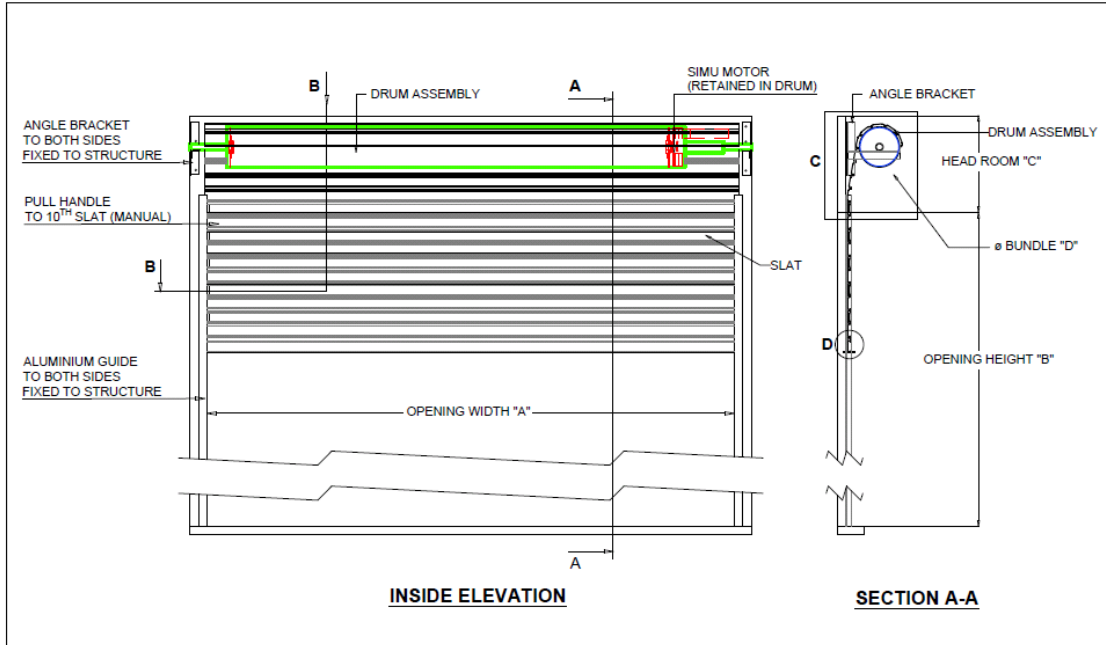 B
A
DRUM ASSEMBLY
SIMU MOTOR
(RETAINED IN DRUM)
ANGLE BRACKET
TO BOTH SIDES
FIXED TO STRUCTURE
PULL HANDLE
TO 10TH SLAT (MANUAL)
B
SLAT
ALUMINIUM GUIDE
TO BOTH SIDES
FIXED TO STRUCTURE
OPENING WIDTH "A"
A
INSIDE ELEVATION
ANGLE BRACKET
DRUM ASSEMBLY
C
HEAD ROOM "C"
ø BUNDLE "D"
D
OPENING HEIGHT "B"
SECTION A-A